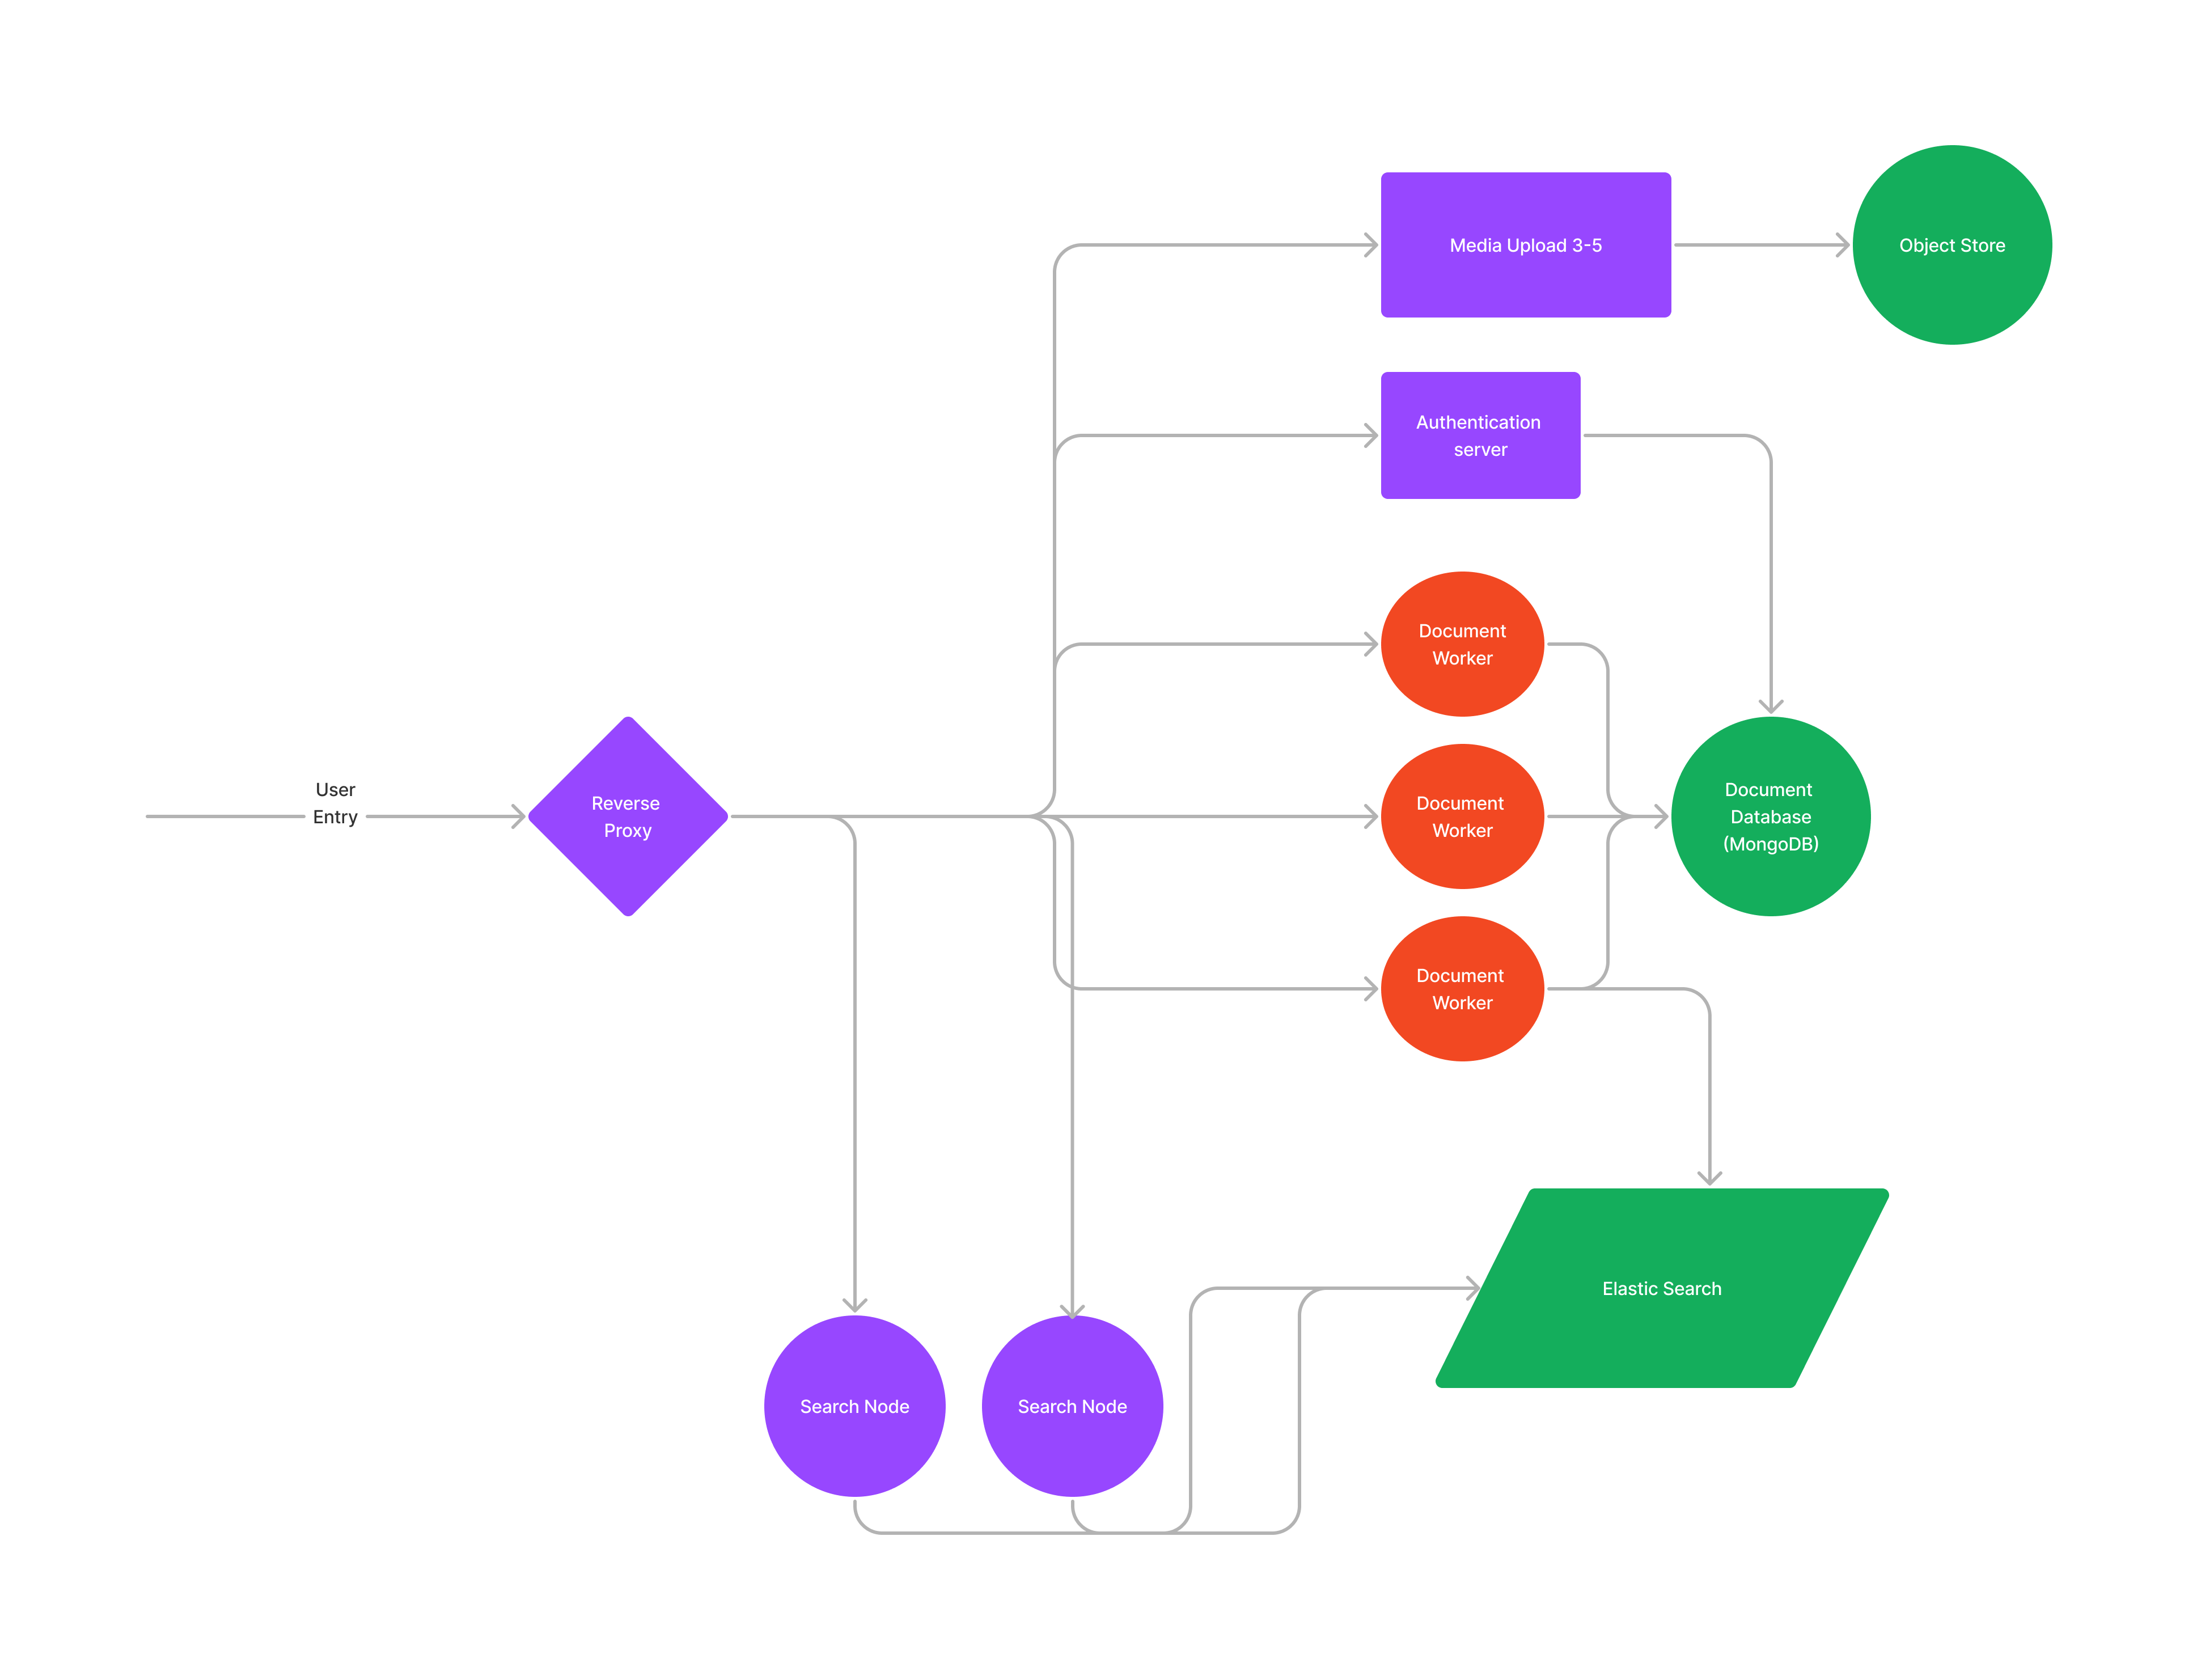 Media Upload 3-5
Object Store
Authentication
server
Document
Worker
User
Entry
Reverse
Proxy
Document
Worker
Document
Database
(MongoDB)
Document
Worker
Elastic Search
Search Node
Search Node